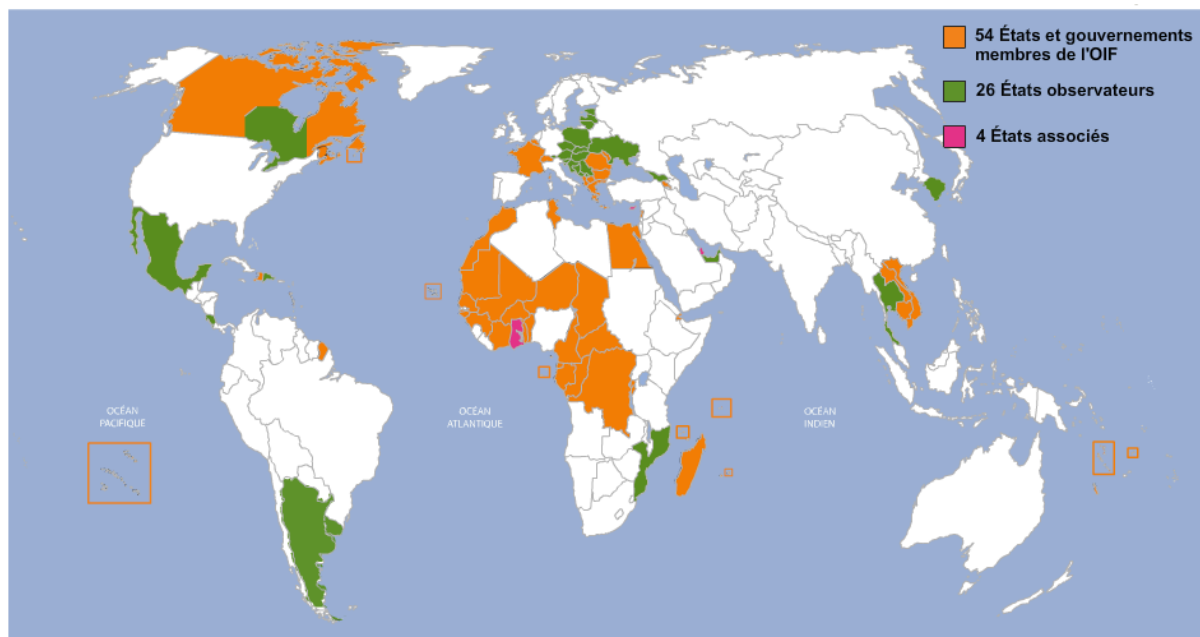 54 États et gouvernements
membres de l'OIF
26 États observateurs
4 États associés
OCÉAN
PACIFIQUE
OCÉAN
ATLANTIQUE
OCÉAN
INDIEN